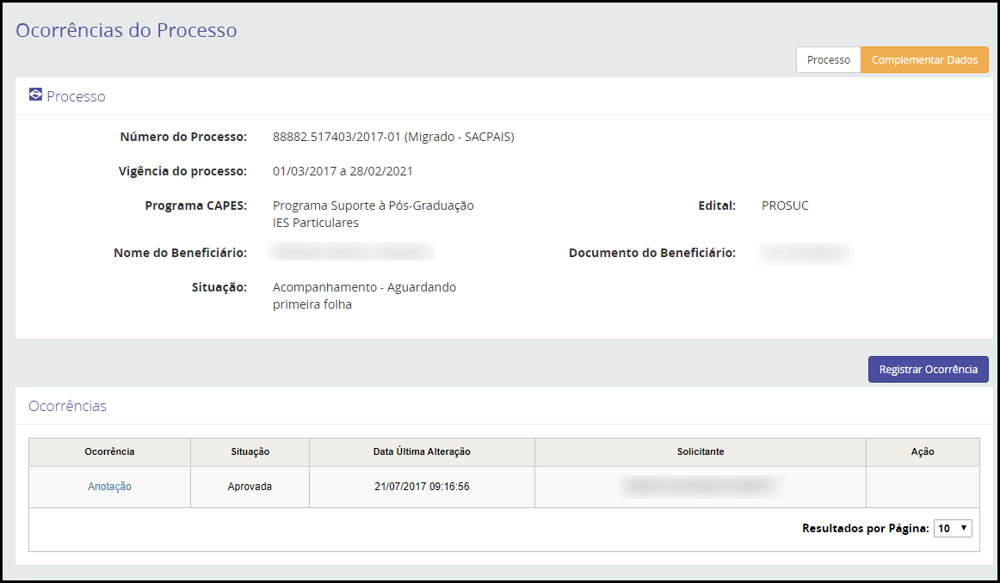 Ocorrências do Processo
Processo Complementar Dados
Processo
Número do Processo: 88882.517403/2017-01 (Migrado - SACPAIS)
Vigência do processo: 01/03/2017 a 28/02/2021
Programa CAPES: Programa Suporte à Pós-Graduação Edital: PROSUC
IES Particulares
Nome do Beneficiário: Documento do Beneficiário:
Situação: Acompanhamento - Aguardando
primeira folha
Registrar Ocorrência
Ocorrências
Ocorrência Situação Data Última Alteração Solicitante Ação
Anotação Aprovada 21/07/2017 09:16:56
Resultados por Página: 10